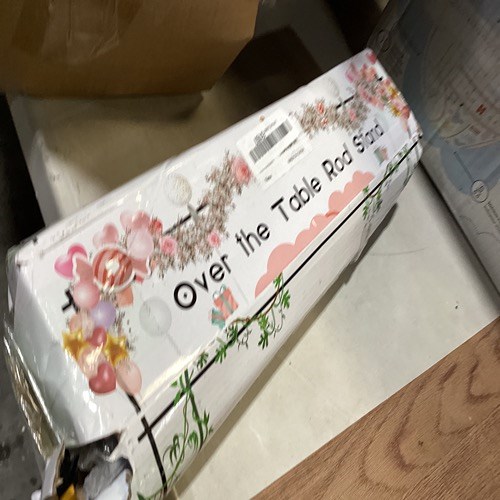 Over the Table Rod Stand